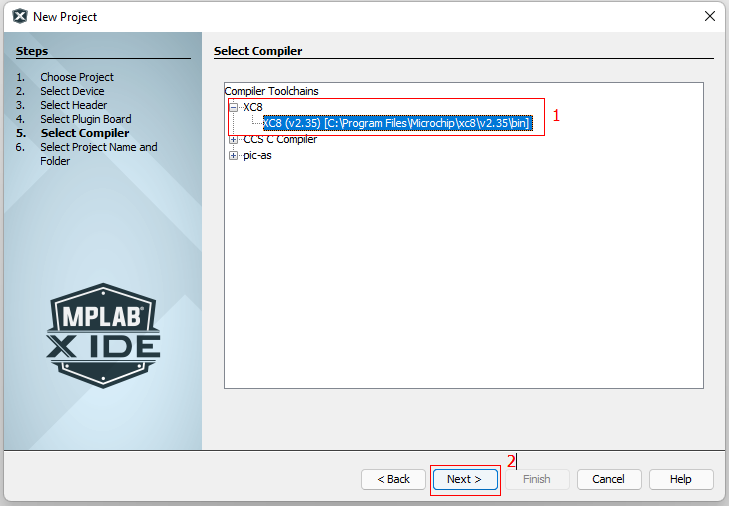 New Project
Steps
1. Choose Project
2. Select Device
3. Select Header
4. Select Plugin Board
5. Select Compiler
6. Select Project Name and
Folder
MPLAB®
X IDE
Select Compiler
Compiler Toolchains
XC8
XC8 (v2.35) [C:\Program Files\Microchip\xc8\v2.35\bin]
CCS C Compiler
pic-as
1
2
< Back
Next >
Finish
Cancel
Help